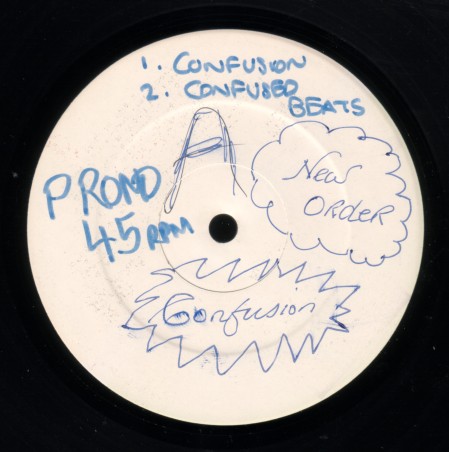 1. CONFUSION
2. CONFUSED
BEATS
A
New
ORDER
PROMO
45 RPM
Confusion